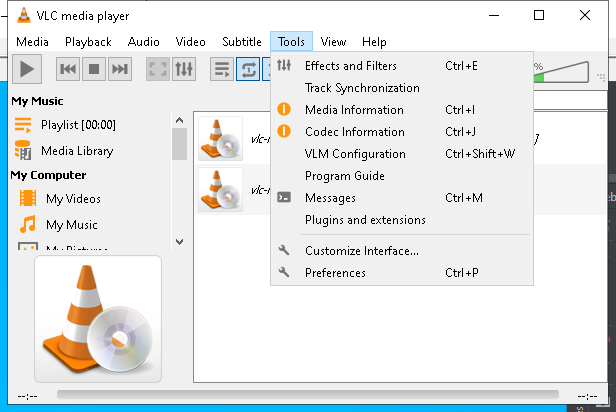 VLC media player
Media Playback Audio Video Subtitle Tools View Help
Effects and Filters Ctrl+E
Track Synchronization
Media Information Ctrl+I
Codec Information Ctrl+J
VLM Configuration Ctrl+Shift+W
Program Guide
Messages Ctrl+M
Plugins and extensions
Customize Interface...
Preferences Ctrl+P
%
My Music
Playlist [00:00]
Media Library
My Computer
My Videos
My Music
My Pictures
vlc-
]
vlc-
--:-- --:--